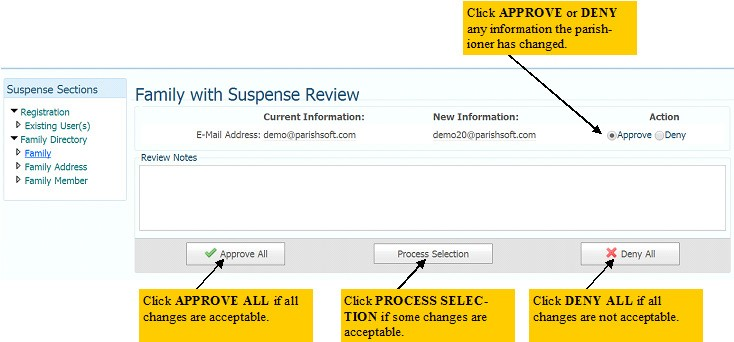 Click APPROVE or DENY
any information the parish-
ioner has changed.
Suspense Sections
Registration
Existing User(s)
Family Directory
Family
Family Address
Family Member
Family with Suspense Review
Current Information: New Information: Action
E-Mail Address: demo@parishsoft.com demo20@parishsoft.com Approve Deny
Review Notes
Approve All Process Selection Deny All
Click APPROVE ALL if all
changes are acceptable.
Click PROCESS SELEC-
TION if some changes are
acceptable.
Click DENY ALL if all
changes are not acceptable.